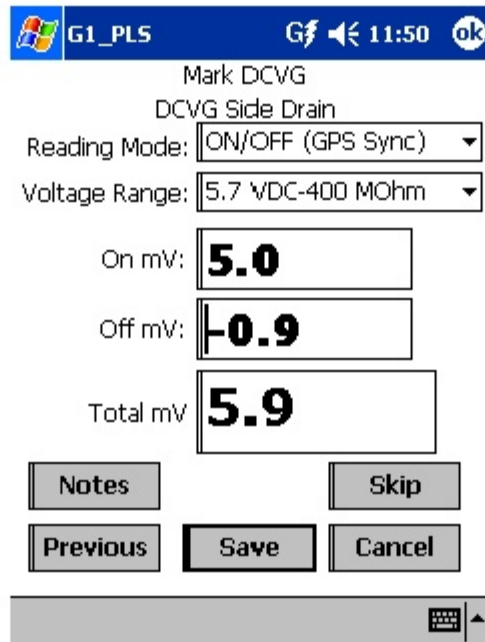 G1_PLS G 11:50 ok
Mark DCVG
DCVG Side Drain
Reading Mode: ON/OFF (GPS Sync)
Voltage Range: 5.7 VDC-400 MOhm
On mV: 5.0
Off mV: -0.9
Total mV 5.9
Notes Skip
Previous Save Cancel